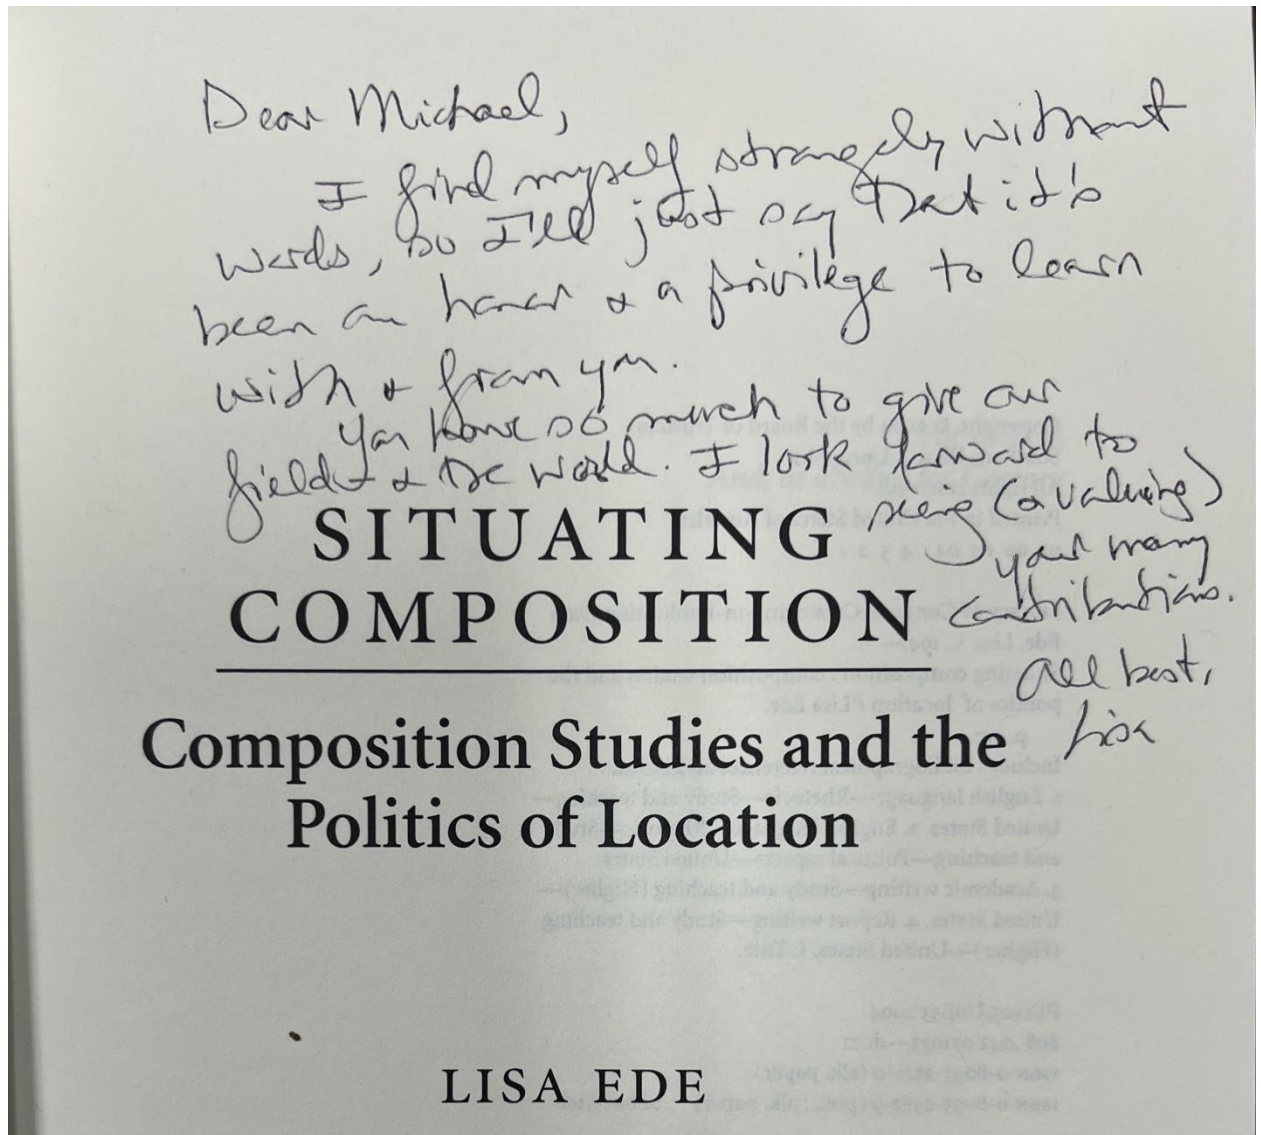 Dear Michael,
I find myself strangely without
words, so I'll just say that it's
been an honor & a privilege to learn
with & from you.
You have so much to give our
field & the world. I look forward to
seeing (& valuing)
your many
contributions.
All best,
Lisa
SITUATING
COMPOSITION
Composition Studies and the
Politics of Location
LISA EDE